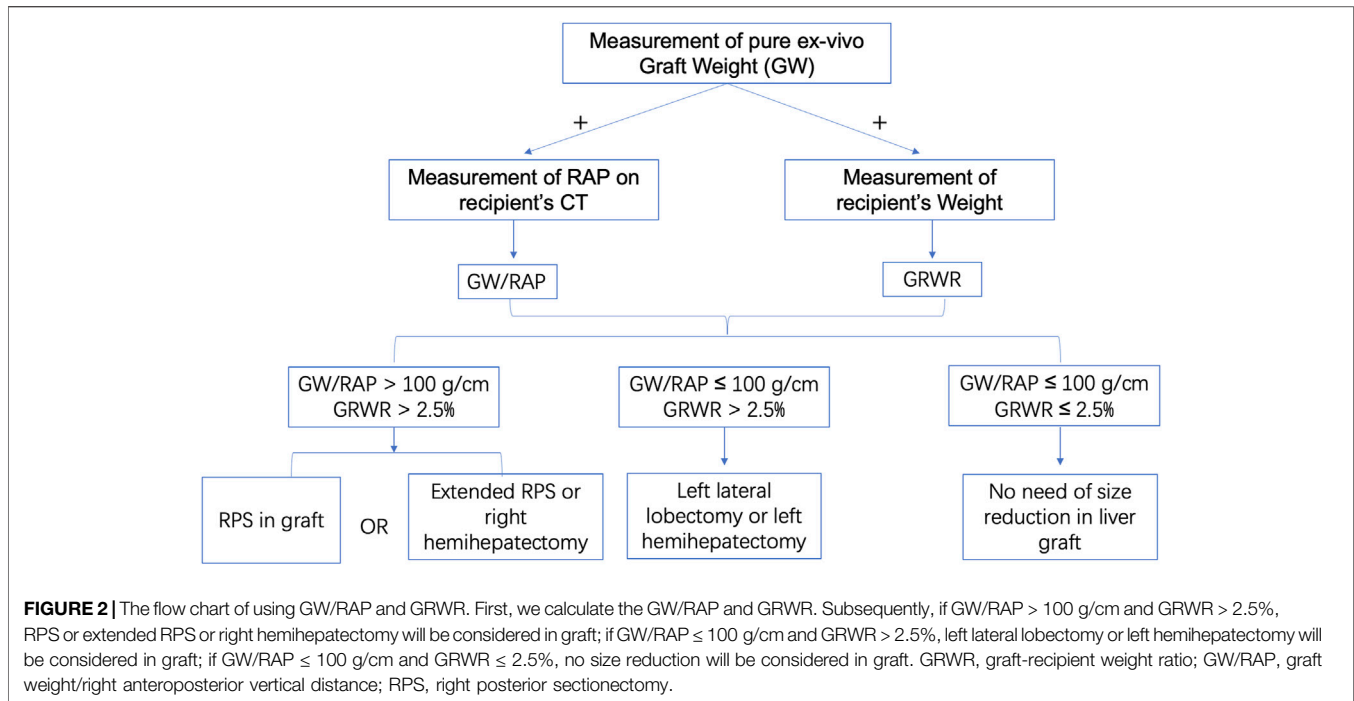 Measurement of pure ex-vivo
Graft Weight (GW)
+
+
Measurement of RAP on
recipient's CT
Measurement of
recipient's Weight
GW/RAP
GRWR
GW/RAP > 100 g/cm
GRWR > 2.5%
GW/RAP ≤ 100 g/cm
GRWR > 2.5%
GW/RAP ≤ 100 g/cm
GRWR ≤ 2.5%
RPS in graft
OR
Extended RPS or
right
hemihepatectomy
Left lateral
lobectomy or left
hemihepatectomy
No need of size
reduction in liver
graft
FIGURE 2 | The flow chart of using GW/RAP and GRWR. First, we calculate the GW/RAP and GRWR. Subsequently, if GW/RAP > 100 g/cm and GRWR > 2.5%,
RPS or extended RPS or right hemihepatectomy will be considered in graft; if GW/RAP ≤ 100 g/cm and GRWR > 2.5%, left lateral lobectomy or left hemihepatectomy will
be considered in graft; if GW/RAP ≤ 100 g/cm and GRWR ≤ 2.5%, no size reduction will be considered in graft. GRWR, graft-recipient weight ratio; GW/RAP, graft
weight/right anteroposterior vertical distance; RPS, right posterior sectionectomy.